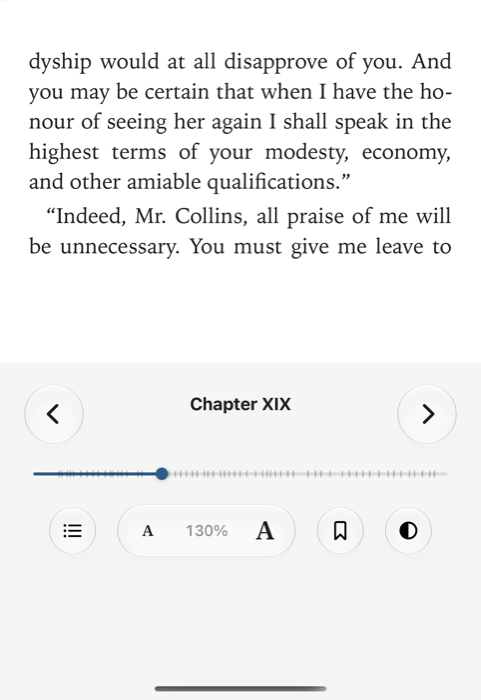 dyship would at all disapprove of you. And
you may be certain that when I have the ho-
nour of seeing her again I shall speak in the
highest terms of your modesty, economy,
and other amiable qualifications.”
“Indeed, Mr. Collins, all praise of me will
be unnecessary. You must give me leave to
Chapter XIX
A 130% A